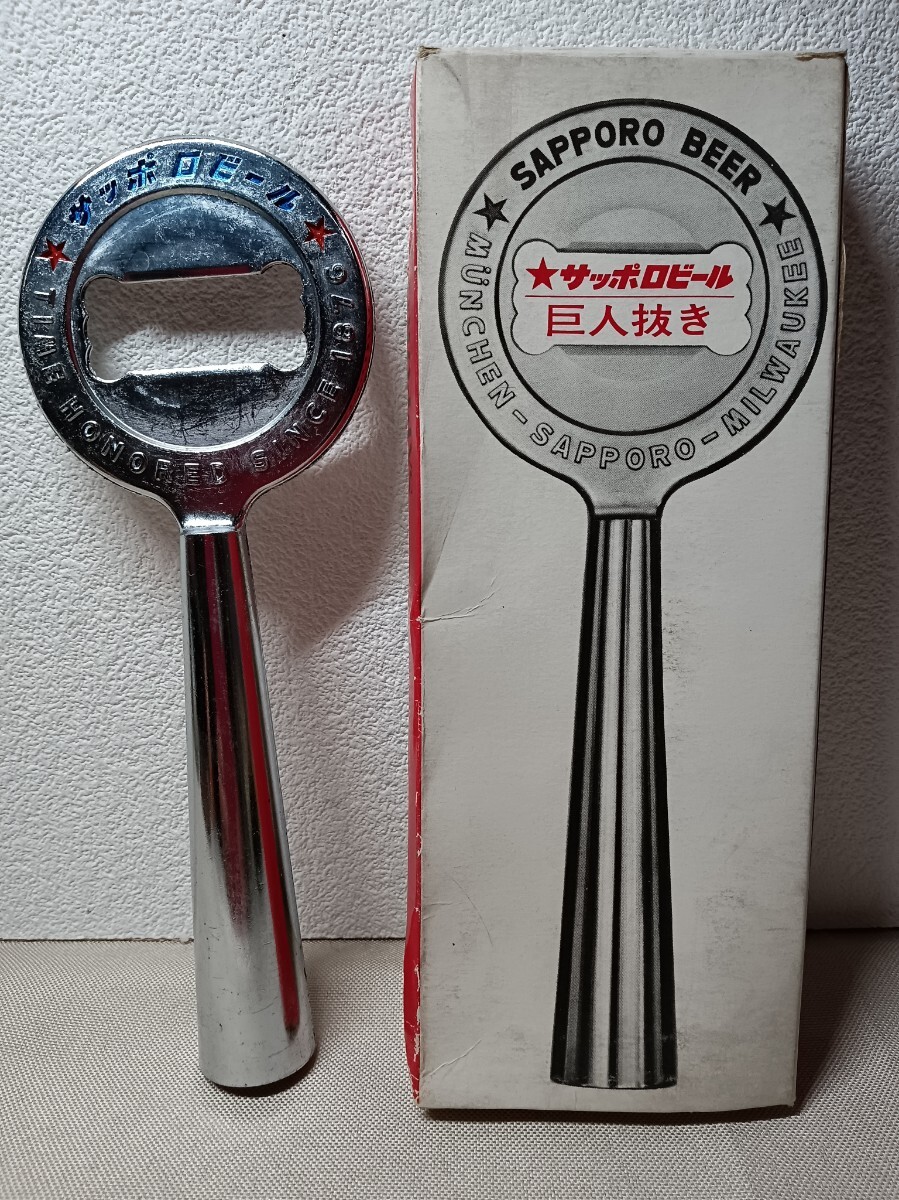 サッポロビール
TIME HONORED SINCE 1876
SAPPORO BEER
サッポロビール
巨人抜き
MÜNCHEN-SAPPORO-MILWAUKEE